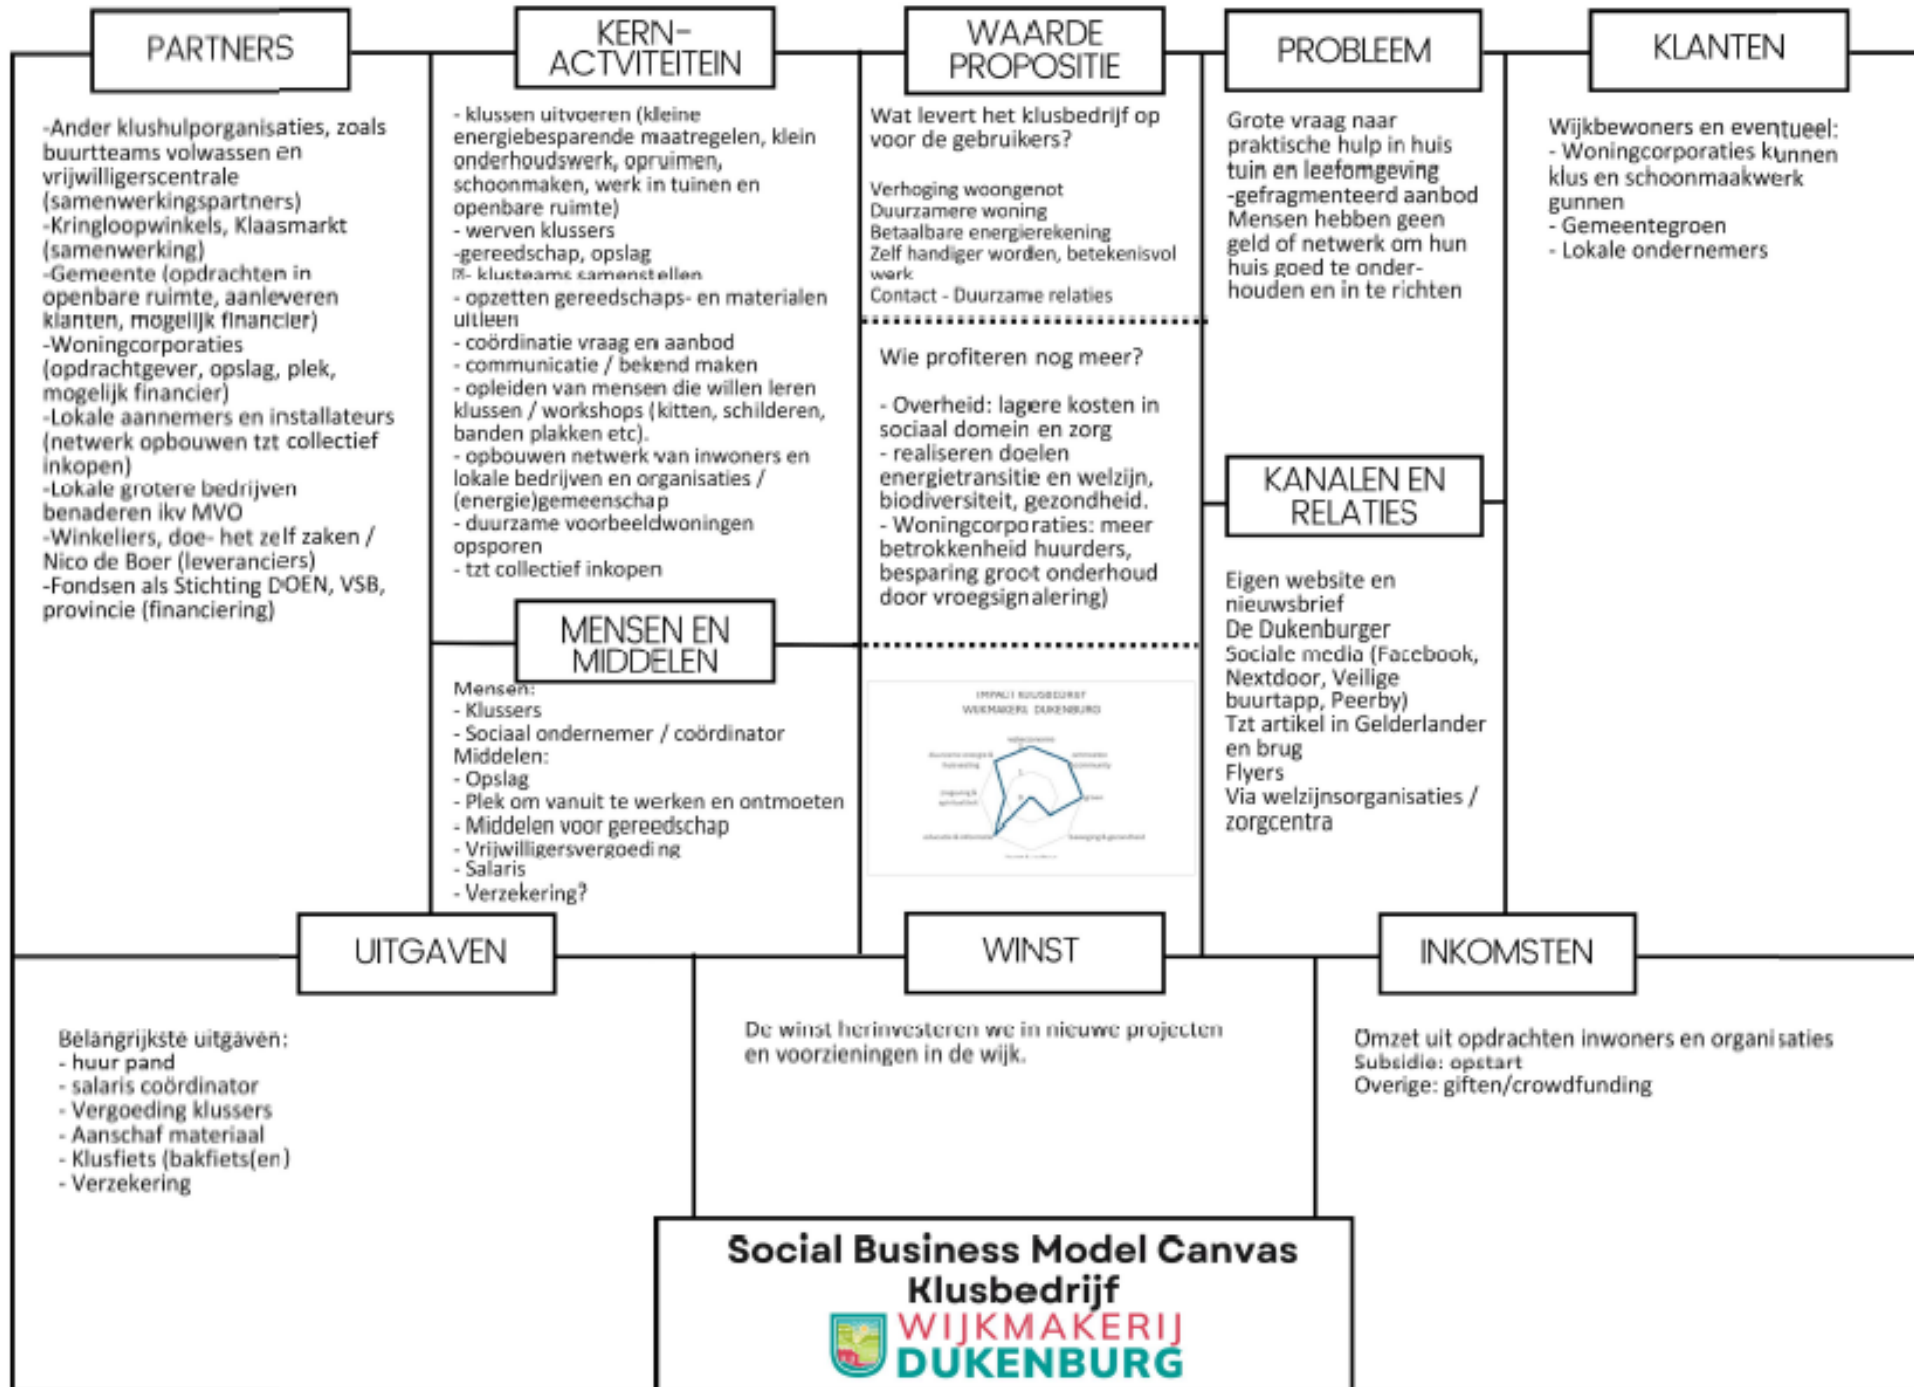 PARTNERS
-Ander klushulporganisaties, zoals
buurtteams volwassen en
vrijwilligerscentrale
(samenwerkingspartners)
-Kringloopwinkels, Klaasmarkt
(samenwerking)
-Gemeente (opdrachten in
openbare ruimte, aanleveren
klanten, mogelijk financier)
-Woningcorporaties
(opdrachtgever, opslag, plek,
mogelijk financier)
-Lokale aannemers en installateurs
(netwerk opbouwen tzt collectief
inkopen)
-Lokale grotere bedrijven
benaderen ikv MVO
-Winkeliers, doe- het zelf zaken /
Nico de Boer (leveranciers)
-Fondsen als Stichting DOEN, VSB,
provincie (financiering)
KERN-
ACTVITEITEIN
- klussen uitvoeren (kleine
energiebesparende maatregelen, klein
onderhoudswerk, opruimen,
schoonmaken, werk in tuinen en
openbare ruimte)
- werven klussers
-gereedschap, opslag
- klusteams samenstellen
- opzetten gereedschaps- en materialen
uitleen
- coördinatie vraag en aanbod
- communicatie / bekend maken
- opleiden van mensen die willen leren
klussen / workshops (kitten, schilderen,
banden plakken etc).
- opbouwen netwerk van inwoners en
lokale bedrijven en organisaties /
(energie)gemeenschap
- duurzame voorbeeldwoningen
opsporen
- tzt collectief inkopen
MENSEN EN
MIDDELEN
Mensen:
- Klussers
- Sociaal ondernemer / coördinator
Middelen:
- Opslag
- Plek om vanuit te werken en ontmoeten
- Middelen voor gereedschap
- Vrijwilligersvergoeding
- Salaris
- Verzekering?
WAARDE
PROPOSITIE
Wat levert het klusbedrijf op
voor de gebruikers?
Verhoging woongenot
Duurzamere woning
Betaalbare energierekening
Zelf handiger worden, betekenisvol
werk
Contact - Duurzame relaties
Wie profiteren nog meer?
- Overheid: lagere kosten in
sociaal domein en zorg
- realiseren doelen
energietransitie en welzijn,
biodiversiteit, gezondheid.
- Woningcorporaties: meer
betrokkenheid huurders,
besparing groot onderhoud
door vroegsignalering)
IMPACT KLUSBEDRIJF
WIJKMAKERIJ DUKENBURG
PROBLEEM
Grote vraag naar
praktische hulp in huis
tuin en leefomgeving
-gefragmenteerd aanbod
Mensen hebben geen
geld of netwerk om hun
huis goed te onder-
houden en in te richten
KANALEN EN
RELATIES
Eigen website en
nieuwsbrief
De Dukenburger
Sociale media (Facebook,
Nextdoor, Veilige
buurtapp, Peerby)
Tzt artikel in Gelderlander
en brug
Flyers
Via welzijnsorganisaties /
zorgcentra
KLANTEN
Wijkbewoners en eventueel:
- Woningcorporaties kunnen
klus en schoonmaakwerk
gunnen
- Gemeentegroen
- Lokale ondernemers
UITGAVEN
Belangrijkste uitgaven:
- huur pand
- salaris coördinator
- Vergoeding klussers
- Aanschaf materiaal
- Klusfiets (bakfiets(en)
- Verzekering
WINST
De winst herinvesteren we in nieuwe projecten
en voorzieningen in de wijk.
INKOMSTEN
Omzet uit opdrachten inwoners en organisaties
Subsidie: opstart
Overige: giften/crowdfunding
Social Business Model Canvas
Klusbedrijf
WIJKMAKERIJ
DUKENBURG